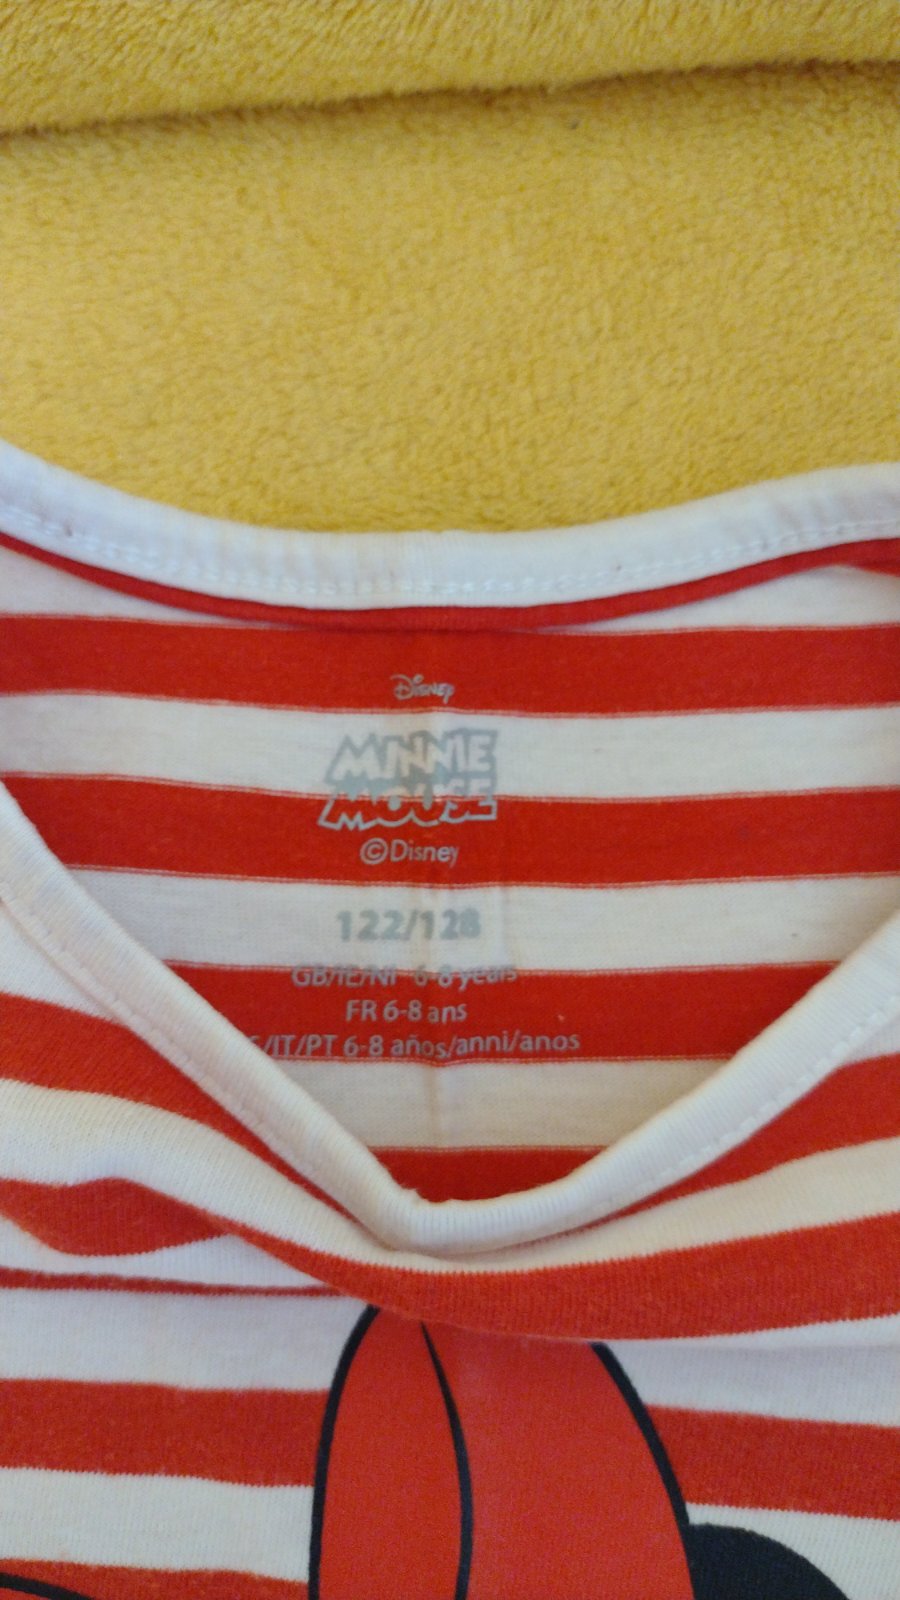 Disney
MINNIE
MOUSE
©Disney
122/128
GB/IE/NI 6-8 years
FR 6-8 ans
/IT/PT 6-8 años/anni/anos